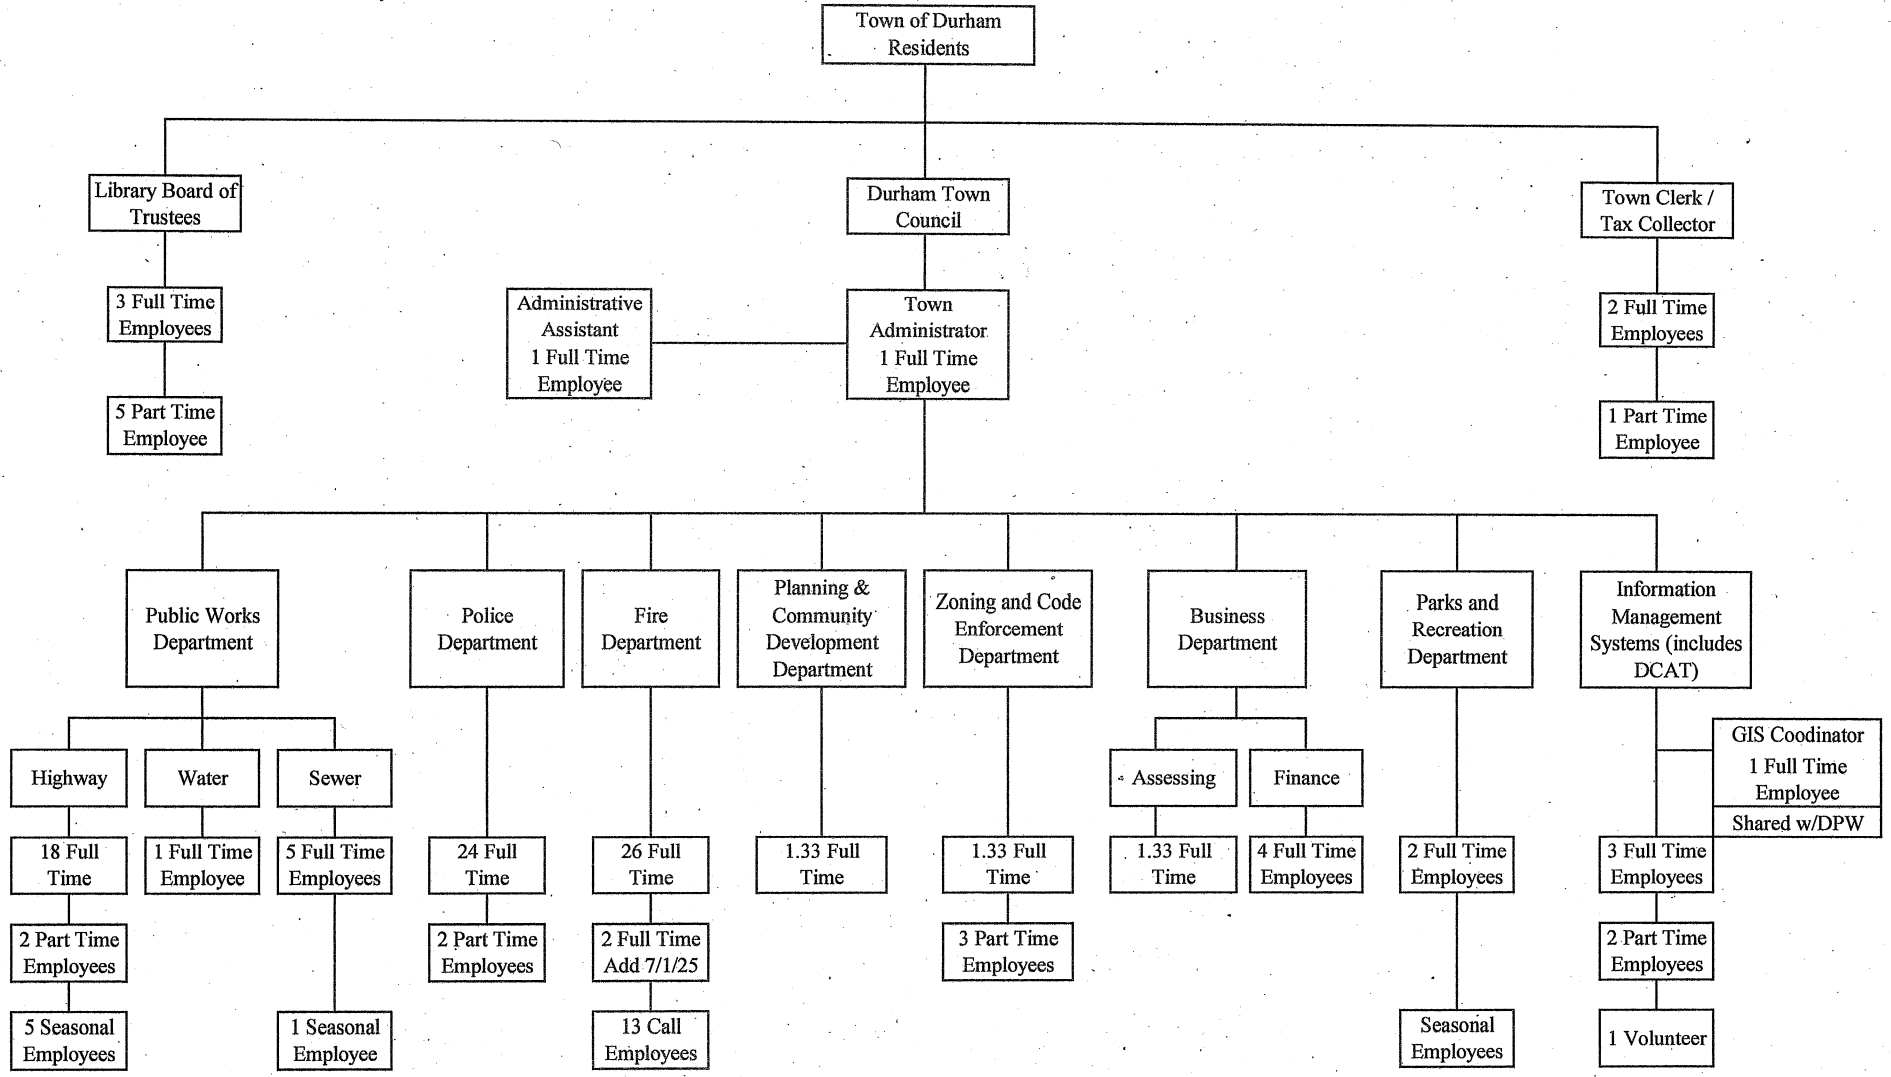 Town of Durham
Residents
Library Board of
Trustees
Durham Town
Council
Town Clerk /
Tax Collector
3 Full Time
Employees
Administrative
Assistant
1 Full Time
Employee
Town
Administrator
1 Full Time
Employee
2 Full Time
Employees
5 Part Time
Employee
1 Part Time
Employee
Public Works
Department
Police
Department
Fire
Department
Planning &
Community
Development
Department
Zoning and Code
Enforcement
Department
Business
Department
Parks and
Recreation
Department
Information
Management
Systems (includes
DCAT)
GIS Coodinator
1 Full Time
Employee
Shared w/DPW
Highway
Water
Sewer
Assessing
Finance
18 Full
Time
1 Full Time
Employee
5 Full Time
Employees
24 Full
Time
26 Full
Time
1.33 Full
Time
1.33 Full
Time
1.33 Full
Time
4 Full Time
Employees
2 Full Time
Employees
3 Full Time
Employees
2 Part Time
Employees
2 Part Time
Employees
2 Full Time
Add 7/1/25
3 Part Time
Employees
2 Part Time
Employees
5 Seasonal
Employees
1 Seasonal
Employee
13 Call
Employees
Seasonal
Employees
1 Volunteer